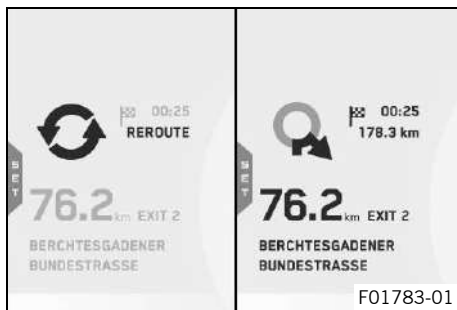 00:25
REROUTE
SET
76.2 km EXIT 2
BERCHTESGADENER
BUNDESTRASSE
00:25
178.3 km
SET
76.2 km EXIT 2
BERCHTESGADENER
BUNDESTRASSE
F01783-01